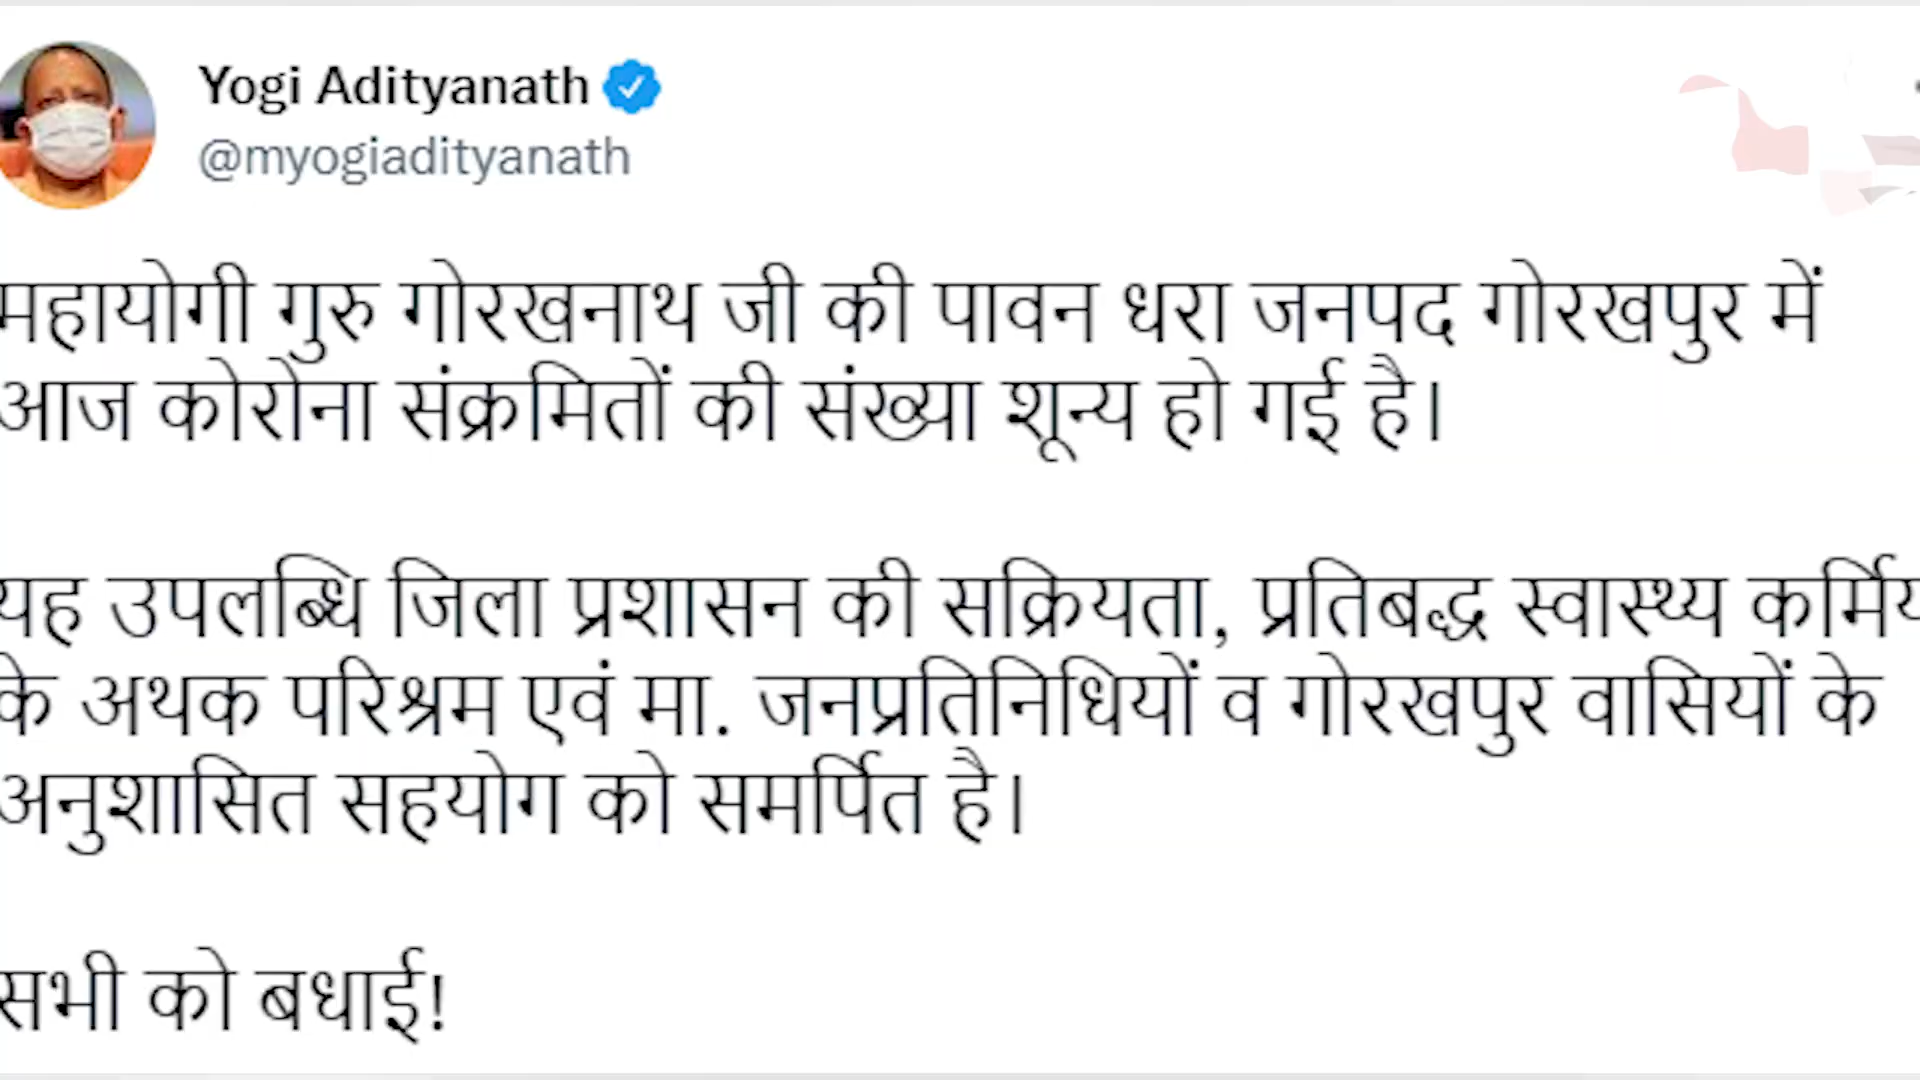 Yogi Adityanath
@myogiadityanath
महायोगी गुरु गोरखनाथ जी की पावन धरा जनपद गोरखपुर में
आज कोरोना संक्रमितों की संख्या शून्य हो गई है।
यह उपलब्धि जिला प्रशासन की सक्रियता, प्रतिबद्ध स्वास्थ्य
के अथक परिश्रम एवं मा. जनप्रतिनिधियों व गोरखपुर वासियों के
अनुशासित सहयोग को समर्पित है।
सभी को बधाई!